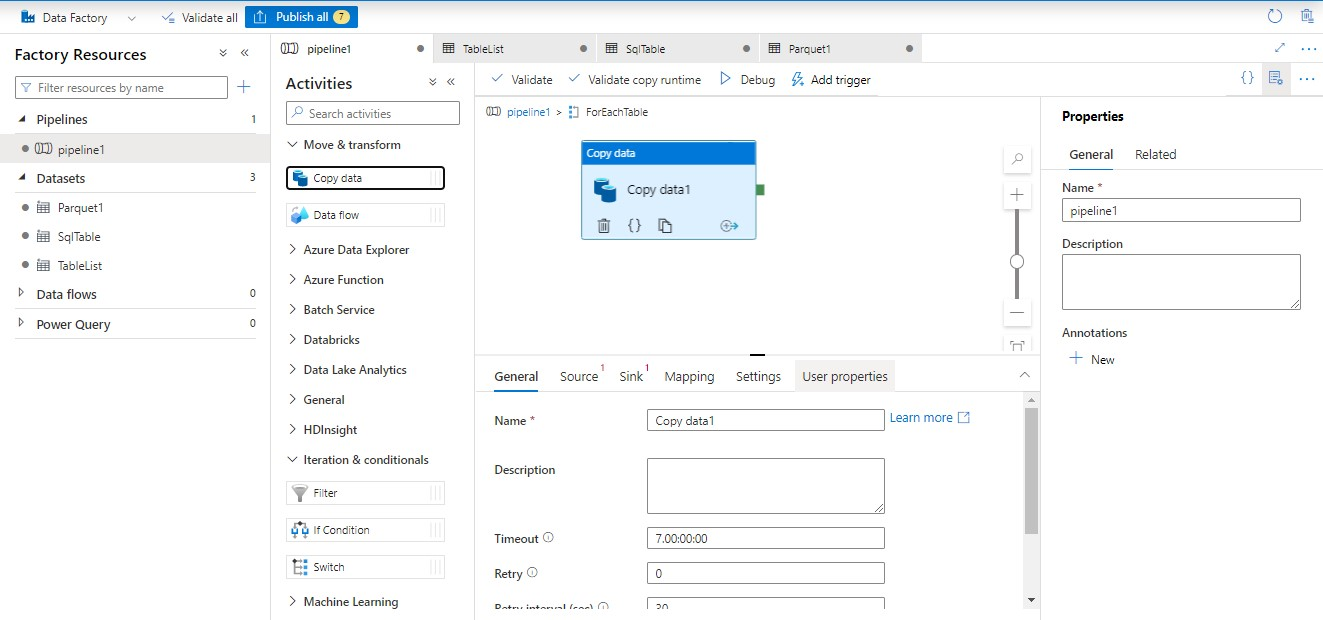 Data Factory
Validate all
Publish all 7
Factory Resources
Filter resources by name
Pipelines 1
pipeline1
Datasets 3
Parquet1
SqlTable
TableList
Data flows 0
Power Query 0
pipeline1
TableList
SqlTable
Parquet1
Activities
Search activities
Move & transform
Copy data
Data flow
Azure Data Explorer
Azure Function
Batch Service
Databricks
Data Lake Analytics
General
HDInsight
Iteration & conditionals
Filter
If Condition
Switch
Machine Learning
Validate
Validate copy runtime
Debug
Add trigger
{}
pipeline1 > ForEachTable
Copy data
Copy data1
{}
General
Source 1
Sink 1
Mapping
Settings
User properties
Name * Copy data1 Learn more
Description
Timeout 7.00:00:00
Retry 0
Retry interval (sec) 30
Properties
General Related
Name *
pipeline1
Description
Annotations
New